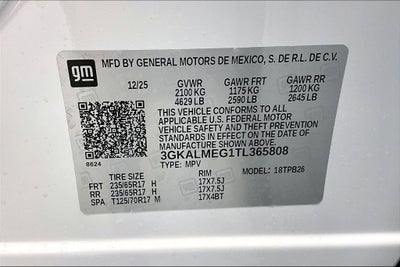 gm
MFD BY GENERAL MOTORS DE MEXICO, S. DE R.L. DE C.V.
12/25 GVWR GAWR FRT GAWR RR
2100 KG 1175 KG 1200 KG
4629 LB 2590 LB 2645 LB
THIS VEHICLE CONFORMS TO ALL
APPLICABLE U.S. FEDERAL MOTOR
VEHICLE SAFETY AND THEFT PREVENTION
STANDARDS IN EFFECT ON THE DATE OF
MANUFACTURE SHOWN ABOVE.
3GKALMEG1TL365808
8624 TYPE: MPV MODEL: 18TPB26
TIRE SIZE RIM
FRT 235/65R17 H 17X7.5J
RR 235/65R17 H 17X7.5J
SPA T125/70R17 M 17X4BT